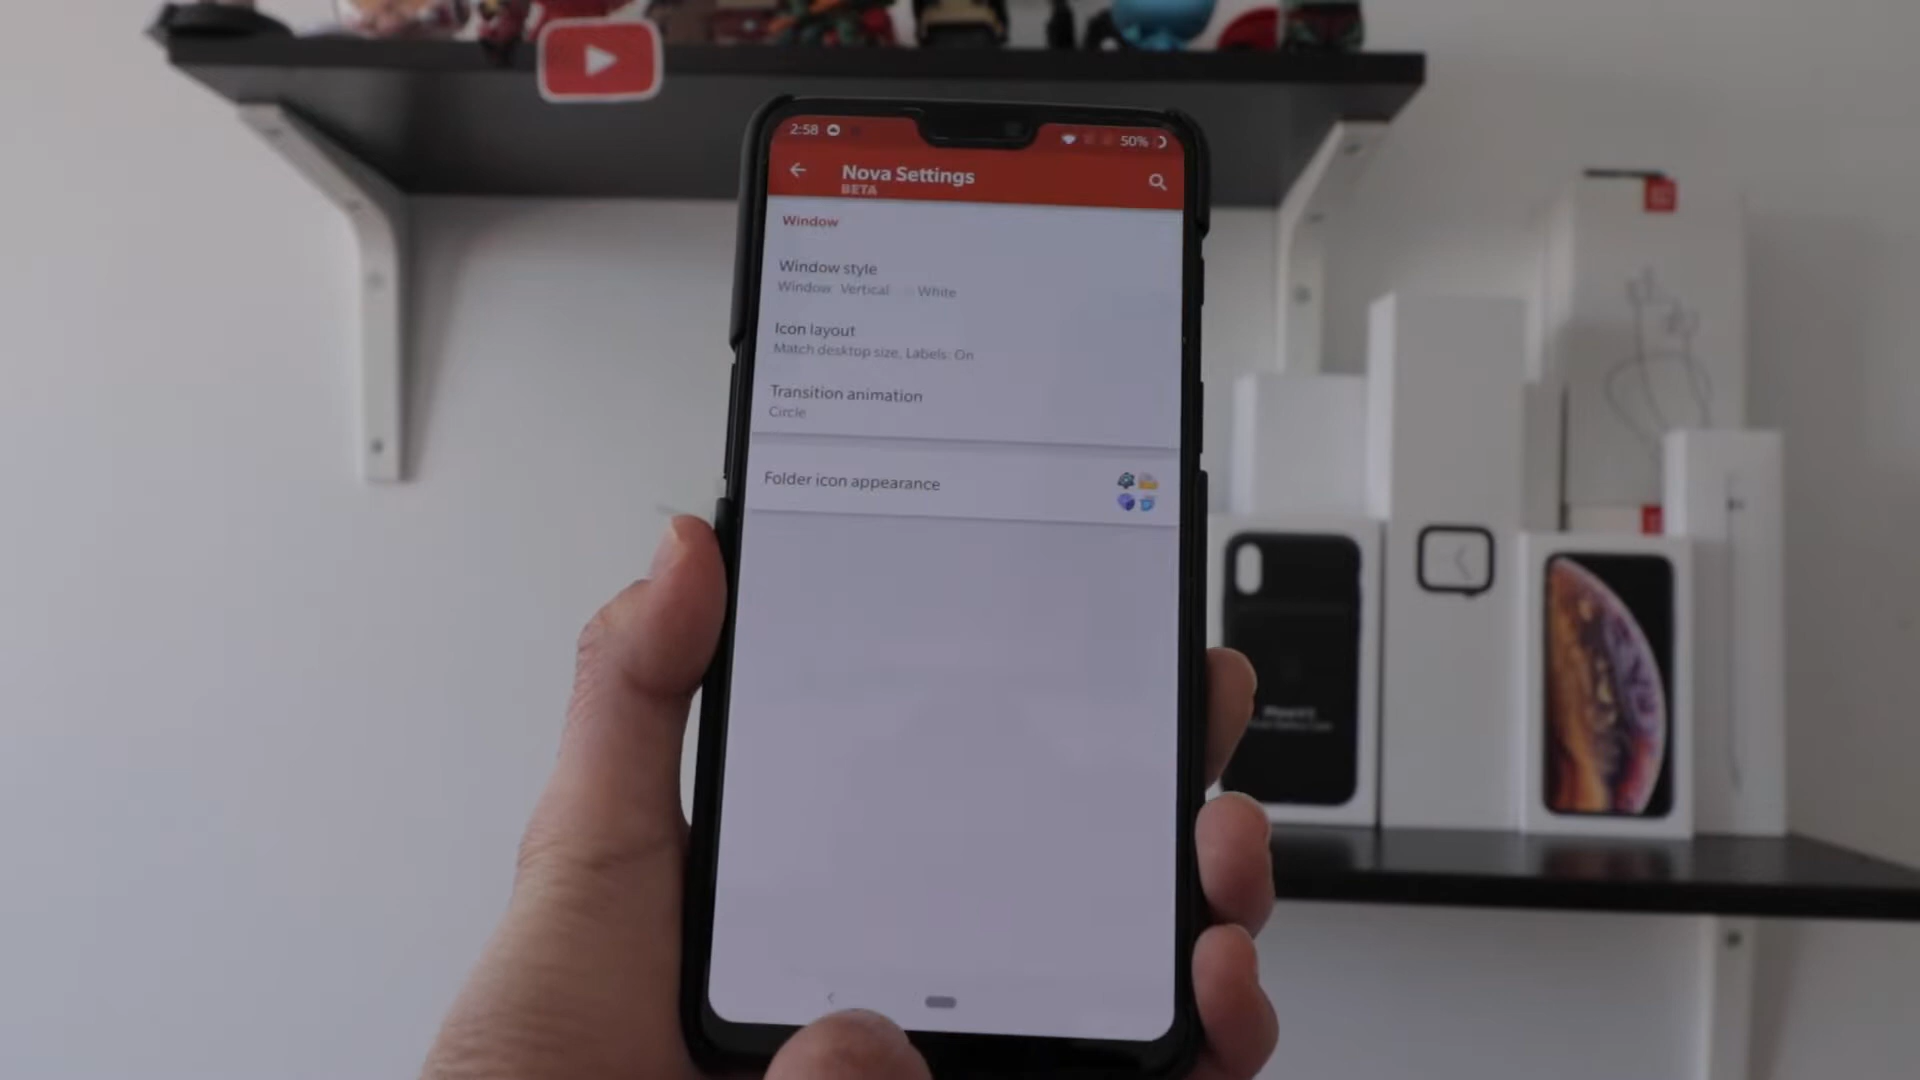 2:58
50%
Nova Settings
BETA
Window
Window style
Window Vertical White
Icon layout
Match desktop size, Labels: On
Transition animation
Circle
Folder icon appearance